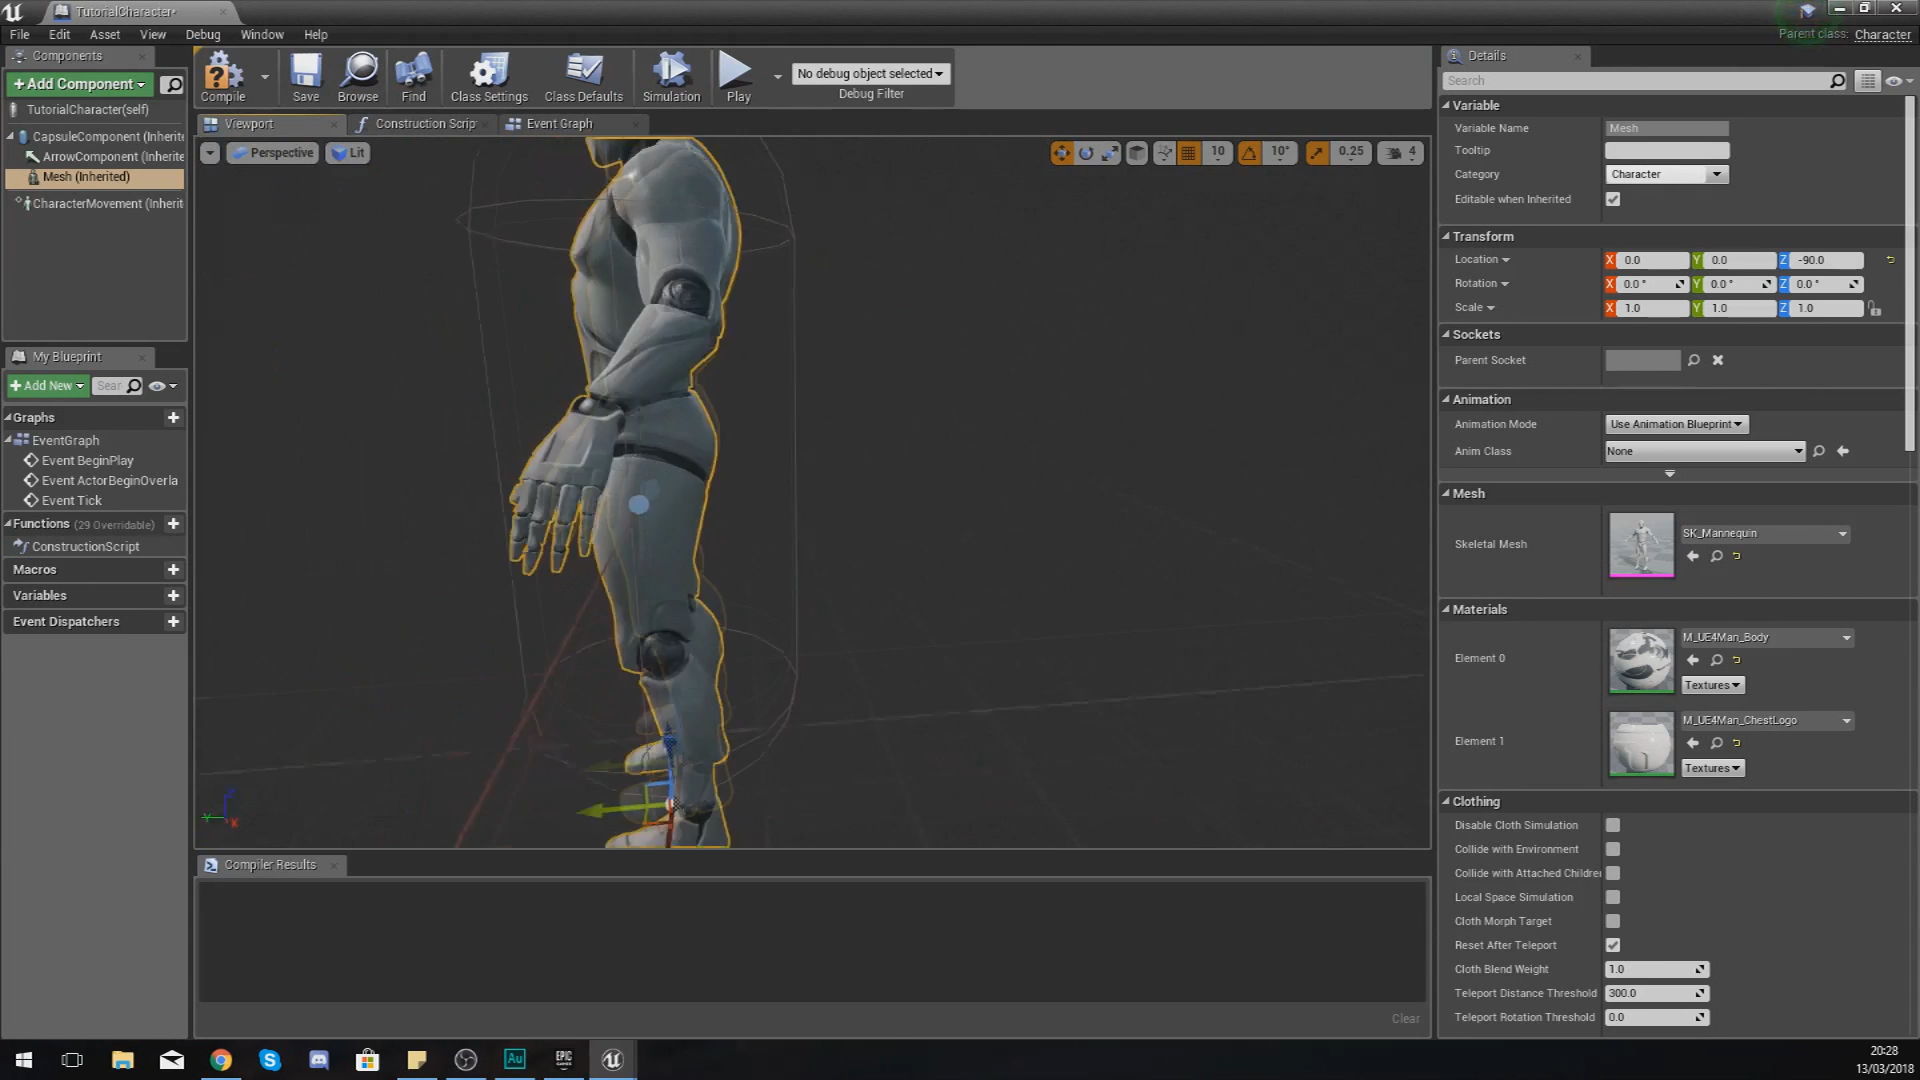 TutorialCharacter*
File Edit Asset View Debug Window Help
Parent class: Character
Components
+Add Component
TutorialCharacter(self)
CapsuleComponent (Inherite
ArrowComponent (Inherite
Mesh (Inherited)
CharacterMovement (Inherit
My Blueprint
+Add New
Sear
Graphs
EventGraph
Event BeginPlay
Event ActorBeginOverla
Event Tick
Functions (29 Overridable)
ConstructionScript
Macros
Variables
Event Dispatchers
Compile
Save
Browse
Find
Class Settings
Class Defaults
Simulation
Play
No debug object selected
Debug Filter
Viewport
Construction Scrip
Event Graph
Perspective
Lit
10
10°
0.25
4
Compiler Results
Clear
Details
Search
Variable
Variable Name Mesh
Tooltip
Category Character
Editable when Inherited
Transform
Location X 0.0 Y 0.0 Z -90.0
Rotation X 0.0 ° Y 0.0 ° Z 0.0 °
Scale X 1.0 Y 1.0 Z 1.0
Sockets
Parent Socket
Animation
Animation Mode Use Animation Blueprint
Anim Class None
Mesh
Skeletal Mesh SK_Mannequin
Materials
Element 0 M_UE4Man_Body
Textures
Element 1 M_UE4Man_ChestLogo
Textures
Clothing
Disable Cloth Simulation
Collide with Environment
Collide with Attached Children
Local Space Simulation
Cloth Morph Target
Reset After Teleport
Cloth Blend Weight 1.0
Teleport Distance Threshold 300.0
Teleport Rotation Threshold 0.0
Au
EPIC GAMES
20:28
13/03/2018